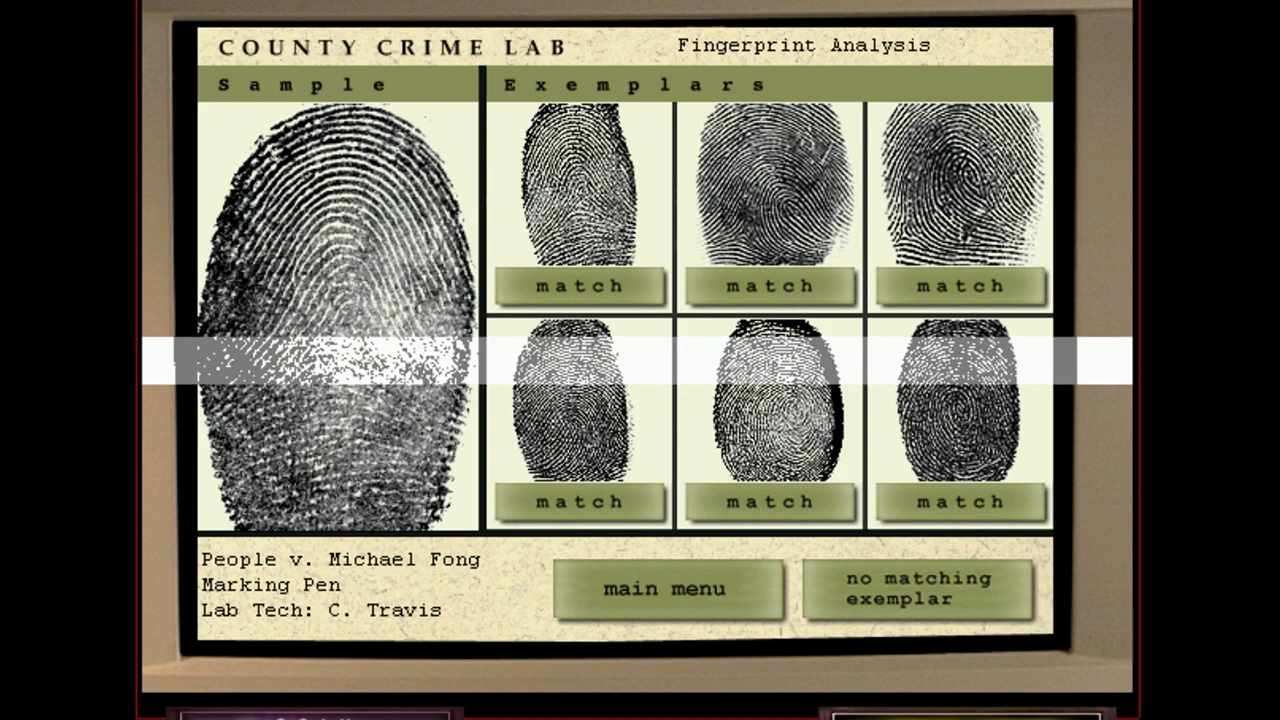 COUNTY CRIME LAB
Fingerprint Analysis
Sample
Exemplars
match
match
match
match
match
match
People v. Michael Fong
Marking Pen
Lab Tech: C. Travis
main menu
no matching
exemplar